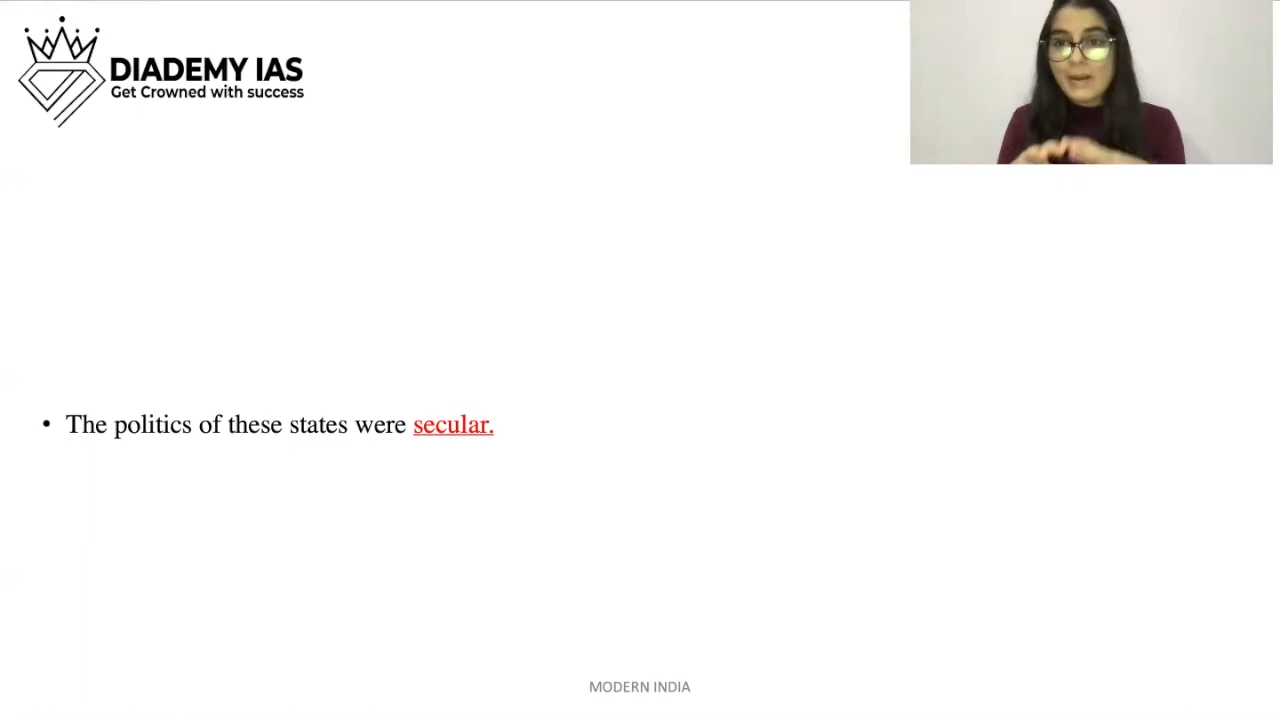 DIADEMY IAS
Get Crowned with success
• The politics of these states were secular.
MODERN INDIA